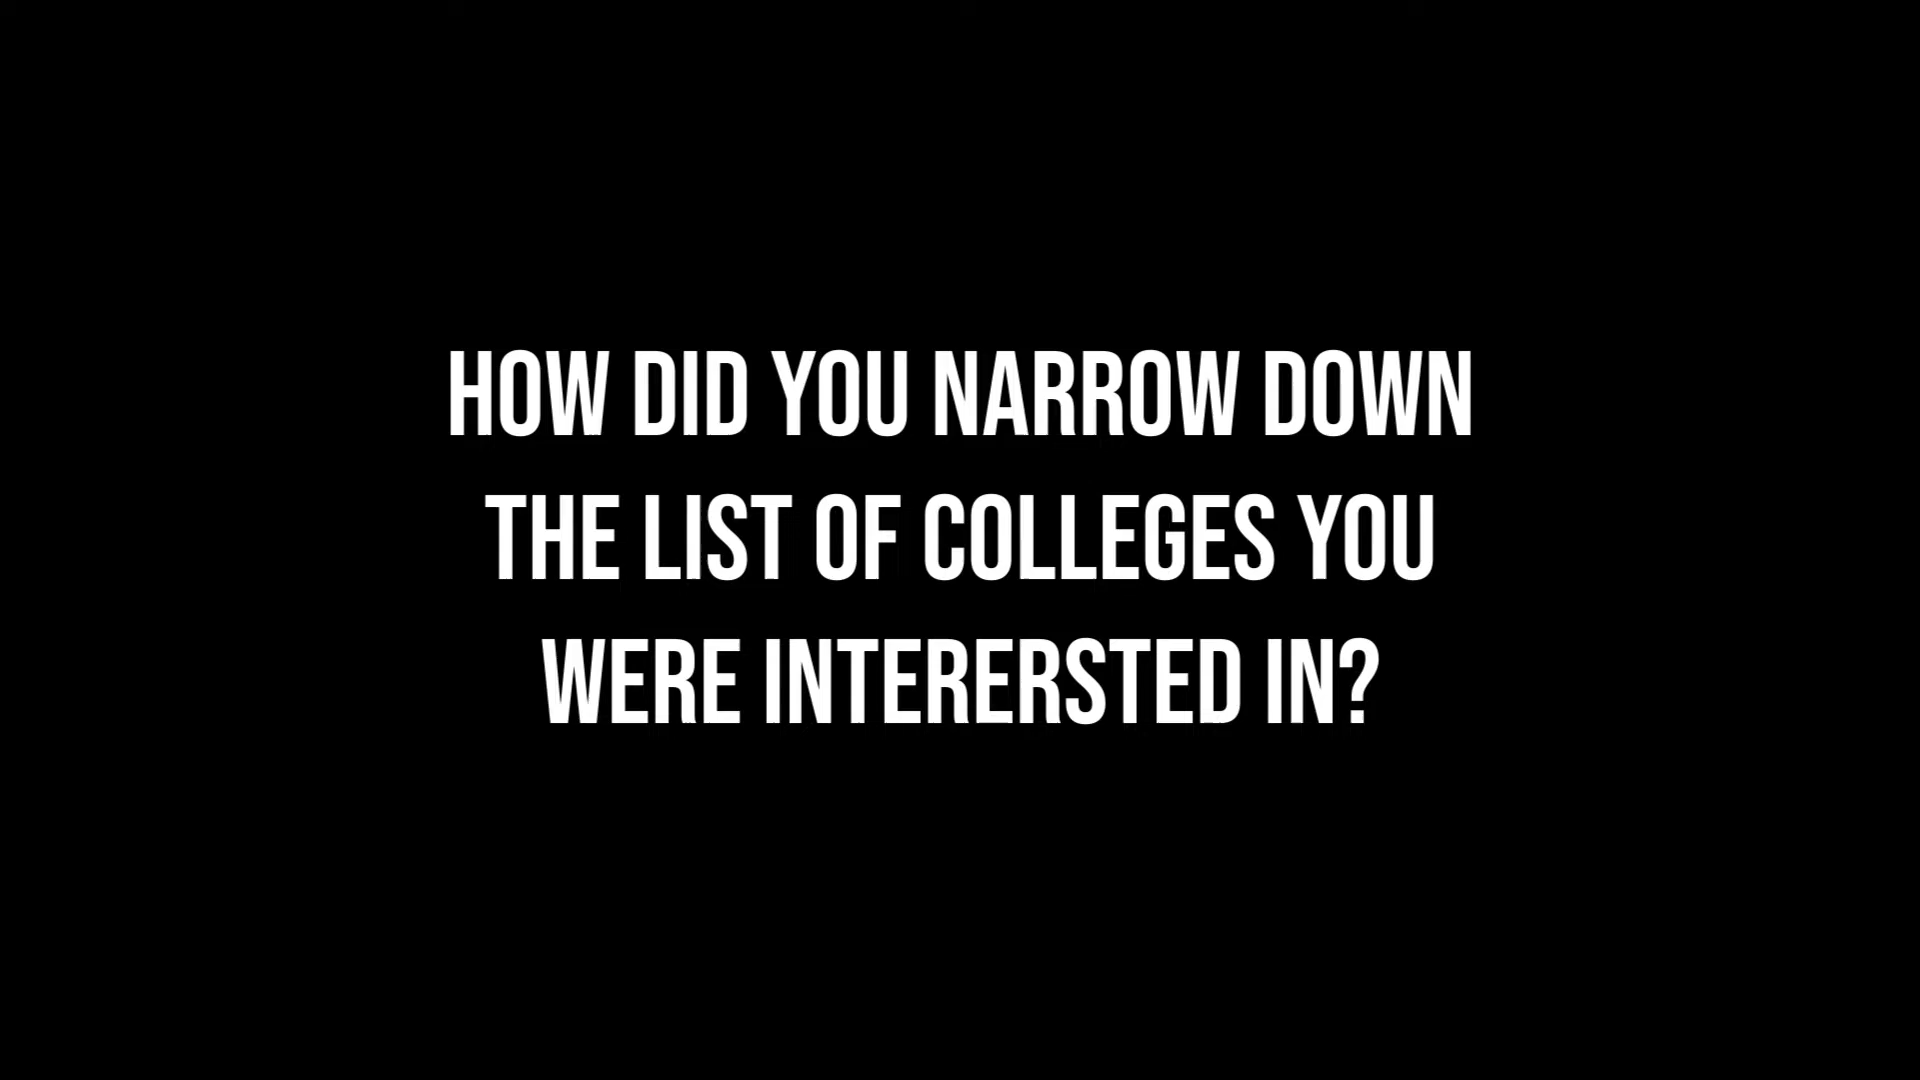 HOW DID YOU NARROW DOWN
THE LIST OF COLLEGES YOU
WERE INTERERSTED IN?